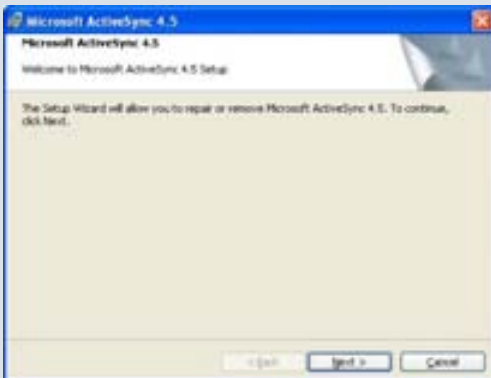 Microsoft ActiveSync 4.5
Microsoft ActiveSync 4.5
Welcome to Microsoft ActiveSync 4.5 Setup
The Setup Wizard will allow you to repair or remove Microsoft ActiveSync 4.5. To continue,
click Next.
< Back
Next >
Cancel